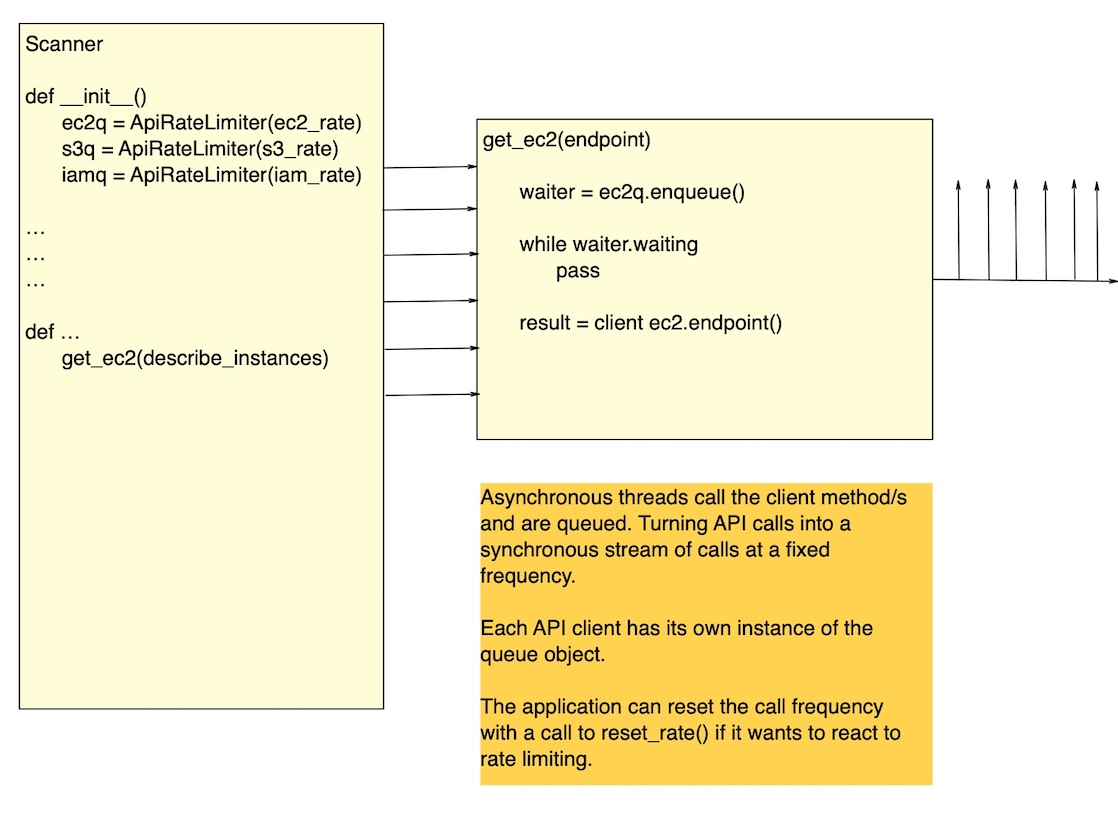 Scanner
def __init__()
ec2q = ApiRateLimiter(ec2_rate)
s3q = ApiRateLimiter(s3_rate)
iamq = ApiRateLimiter(iam_rate)
...
...
...
def ...
get_ec2(describe_instances)
get_ec2(endpoint)
waiter = ec2q.enqueue()
while waiter.waiting
pass
result = client ec2.endpoint()
Asynchronous threads call the client method/s
and are queued. Turning API calls into a
synchronous stream of calls at a fixed
frequency.
Each API client has its own instance of the
queue object.
The application can reset the call frequency
with a call to reset_rate() if it wants to react to
rate limiting.